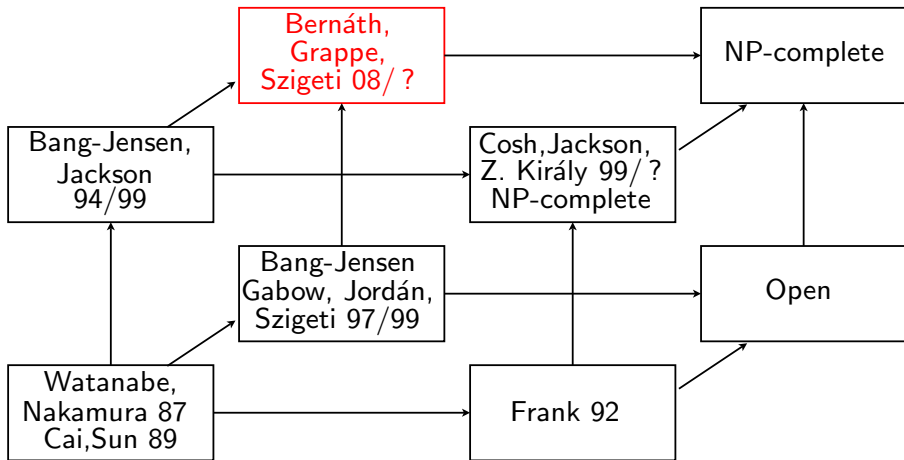 Bernáth,
Grappe,
Szigeti 08/ ?
NP-complete
Bang-Jensen,
Jackson
94/99
Cosh,Jackson,
Z. Király 99/ ?
NP-complete
Bang-Jensen
Gabow, Jordán,
Szigeti 97/99
Open
Watanabe,
Nakamura 87
Cai,Sun 89
Frank 92